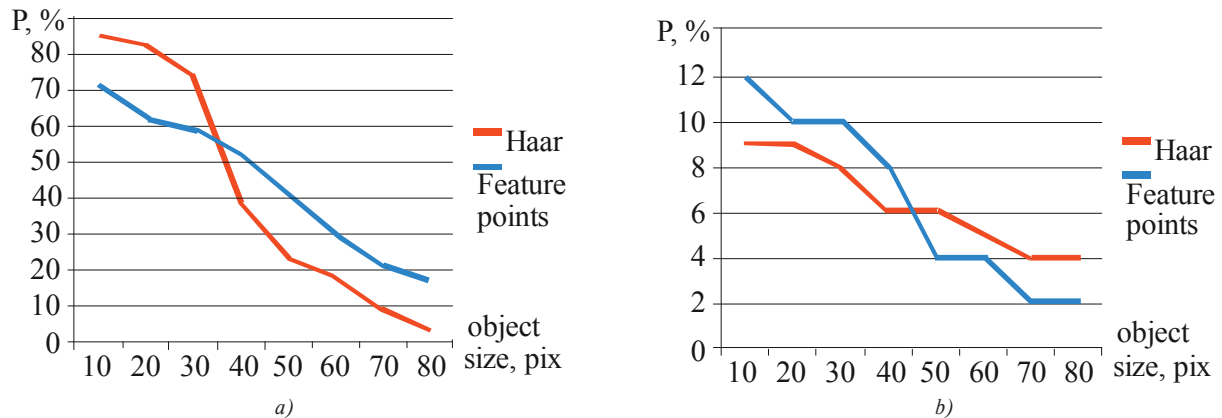 P, %
80
70
60
50
40
30
20
10
0
10 20 30 40 50 60 70 80
object
size, pix
Haar
Feature
points
a)
P, %
12
10
8
6
4
2
0
10 20 30 40 50 60 70 80
object
size, pix
Haar
Feature
points
b)